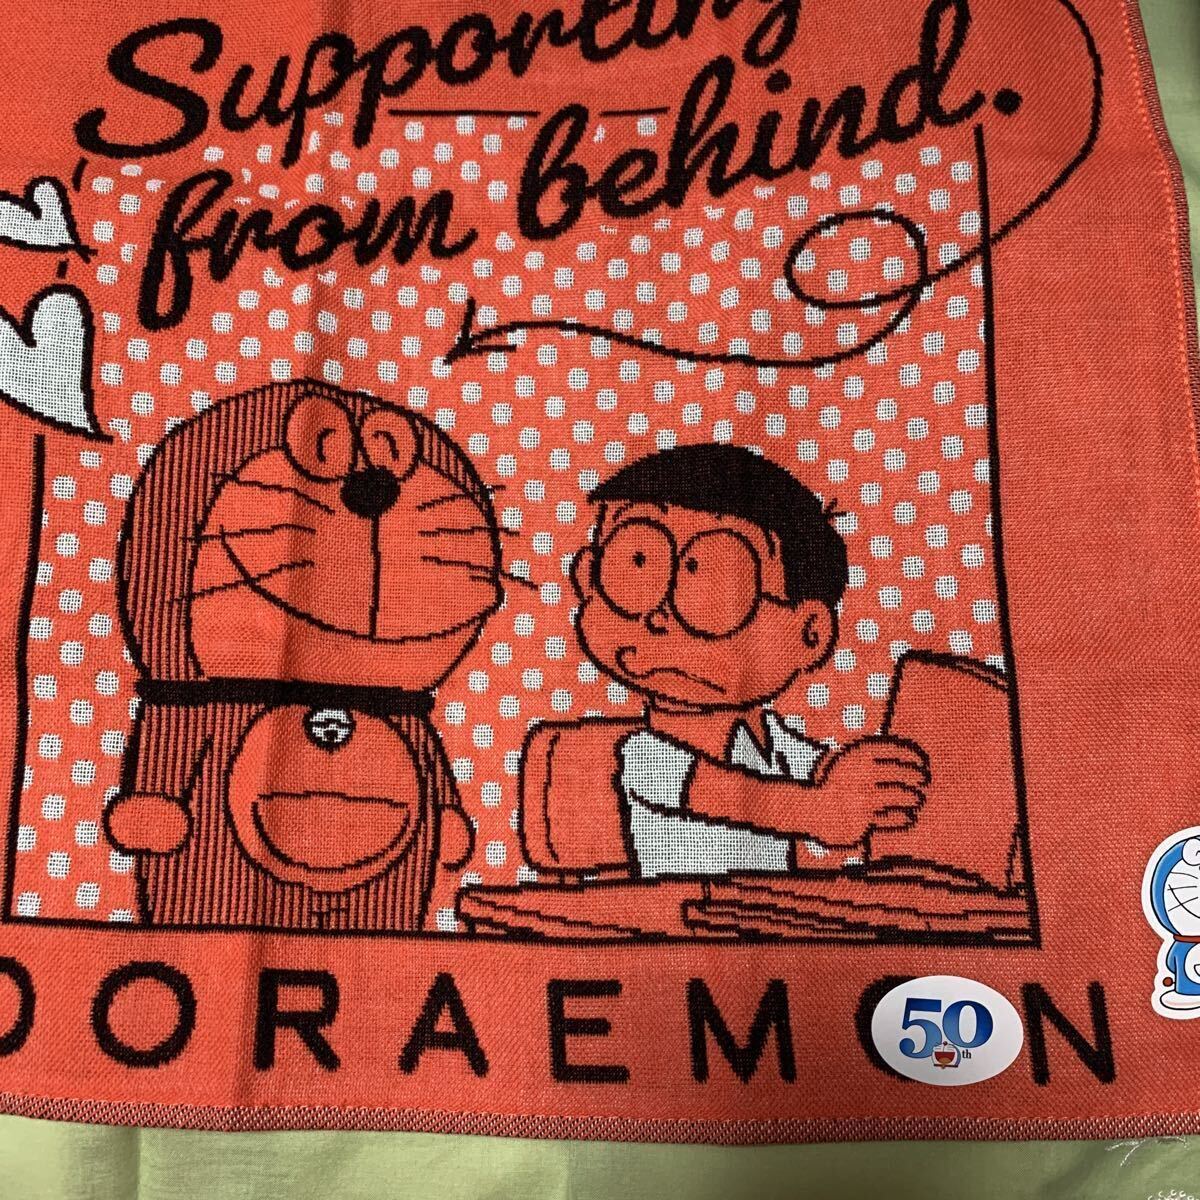 Supporting
from behind.
DORAEMON
50th